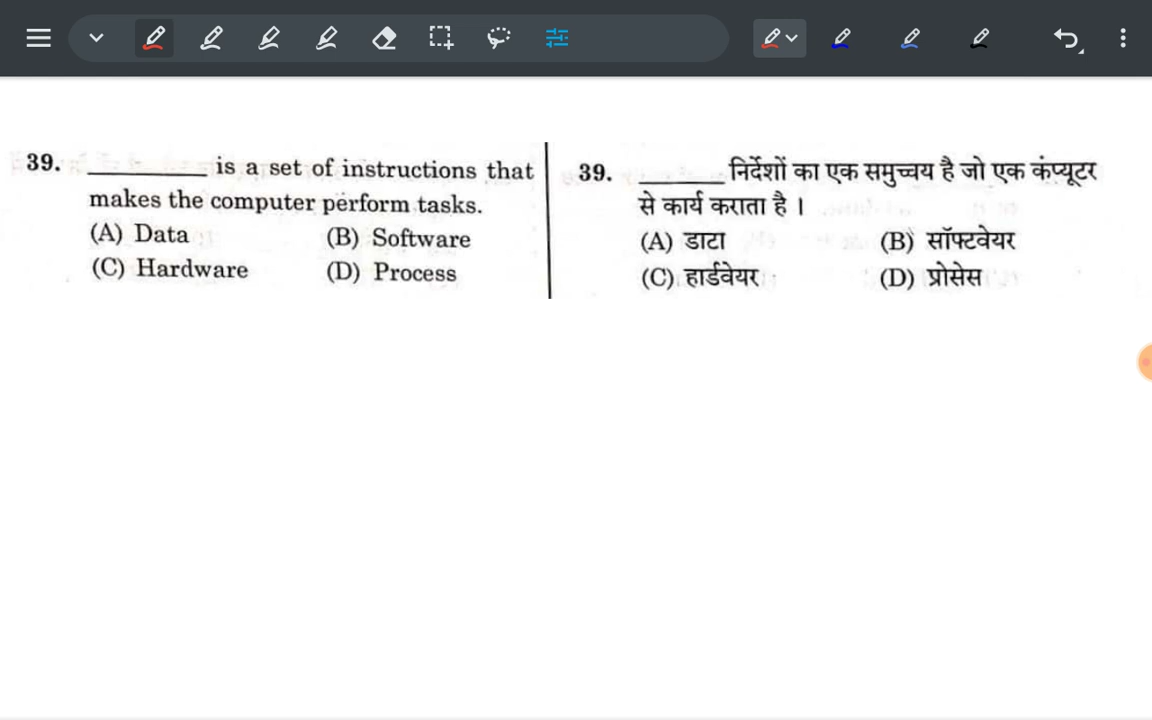 39. ________ is a set of instructions that
makes the computer perform tasks.
(A) Data (B) Software
(C) Hardware (D) Process
39. ______ निर्देशों का एक समुच्चय है जो एक कंप्यूटर
से कार्य कराता है ।
(A) डाटा (B) सॉफ्टवेयर
(C) हार्डवेयर (D) प्रोसेस